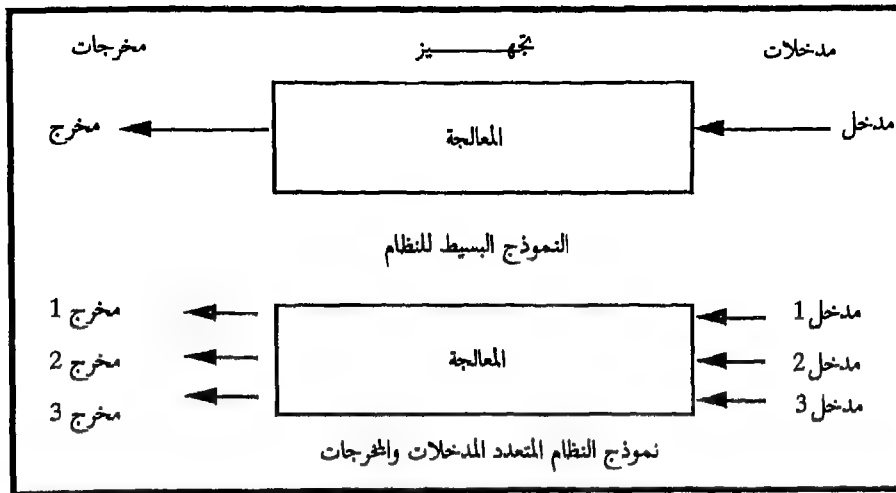 مدخلات تجهـــــيز مخرجات
مدخل المعالجة مخرج
النموذج البسيط للنظام
مدخل 1 مخرج 1
مدخل 2 المعالجة مخرج 2
مدخل 3 مخرج 3
نموذج النظام المتعدد المدخلات والمخرجات